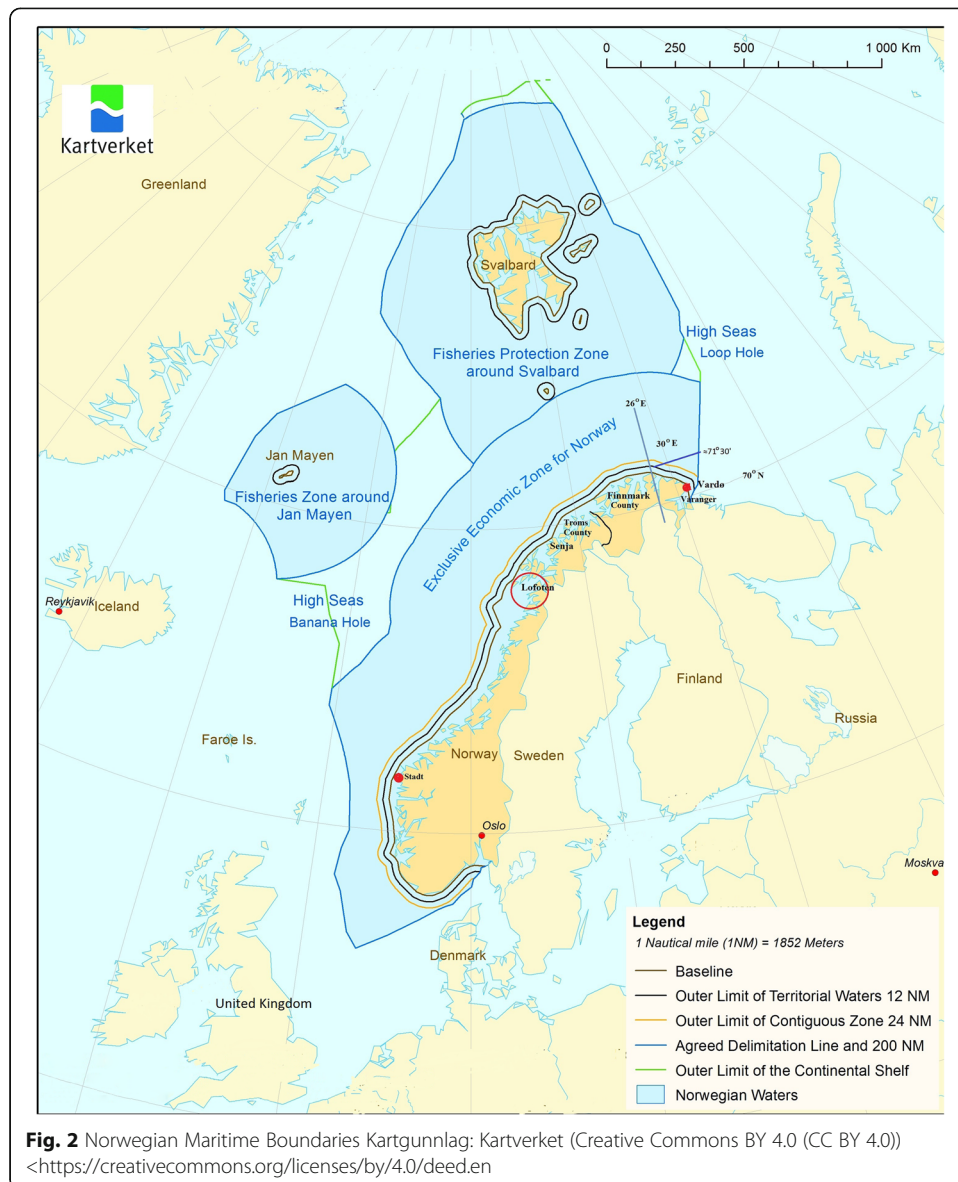 0 250 500 1 000 Km
Kartverket
Greenland
Svalbard
High Seas
Loop Hole
Fisheries Protection Zone
around Svalbard
26°E
Exclusive Economic Zone for Norway
30°E
≈71°30'
Jan Mayen
70°N
Vardø
Fisheries Zone around
Jan Mayen
Varanger
Finnmark
County
Troms
County
Senja
Lofoten
High Seas
Banana Hole
Reykjavik
Iceland
Finland
Russia
Faroe Is.
Norway
Sweden
Stadt
Oslo
Moskva
Denmark
United Kingdom
Legend
1 Nautical mile (1NM) = 1852 Meters
Baseline
Outer Limit of Territorial Waters 12 NM
Outer Limit of Contiguous Zone 24 NM
Agreed Delimitation Line and 200 NM
Outer Limit of the Continental Shelf
Norwegian Waters
Fig. 2 Norwegian Maritime Boundaries Kartgunnlag: Kartverket (Creative Commons BY 4.0 (CC BY 4.0))
<https://creativecommons.org/licenses/by/4.0/deed.en